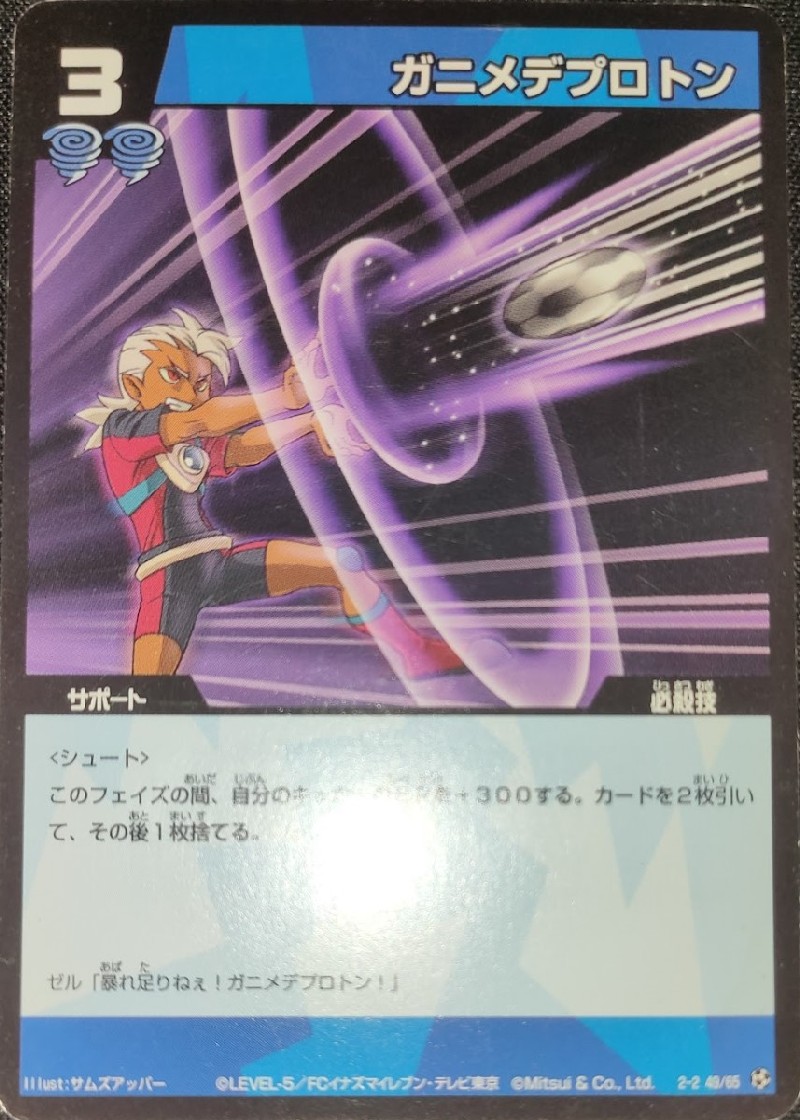 3
ガニメデプロトン
サポート
必殺技
<シュート>
このフェイズの間、自分のキ ＋３００する。カードを２枚引い
て、その後１枚捨てる。
ゼル「暴れ足りねぇ！ガニメデプロトン！」
Illust:サムズアッパー ©LEVEL-5／FCイナズマイレブン・テレビ東京 ©Mitsui & Co., Ltd. 2-2 40/65